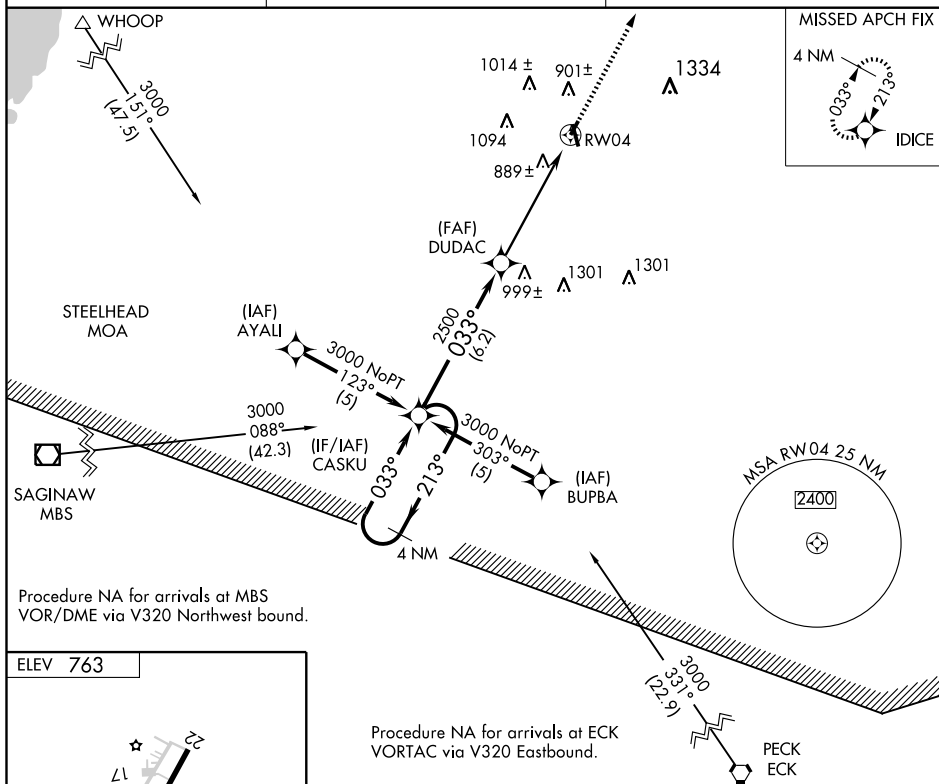 WHOOP
3000
151°
(47.5)
1014 ±
901±
1334
1094
RW04
889±
MISSED APCH FIX
4 NM
033°
213°
IDICE
(FAF)
DUDAC
999±
1301
1301
STEELHEAD
MOA
(IAF)
AYALI
2500
033°
(6.2)
3000 NoPT
123°
(5)
3000
088°
(42.3)
(IF/IAF)
CASKU
3000 NoPT
303°
(5)
(IAF)
BUPBA
033°
213°
4 NM
SAGINAW
MBS
MSA RW04 25 NM
2400
Procedure NA for arrivals at MBS
VOR/DME via V320 Northwest bound.
ELEV 763
22
17
3000
331°
(22.9)
Procedure NA for arrivals at ECK
VORTAC via V320 Eastbound.
PECK
ECK